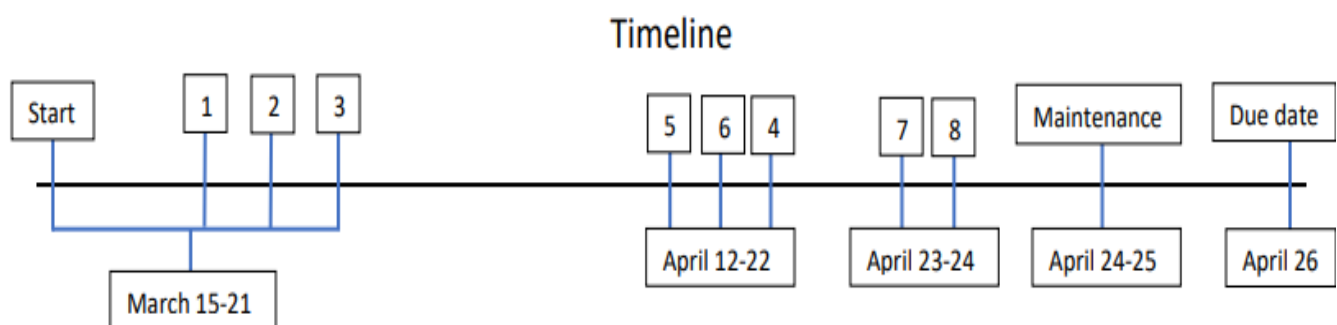 Timeline
Start
1
2
3
5
6
4
7
8
Maintenance
Due date
March 15-21
April 12-22
April 23-24
April 24-25
April 26